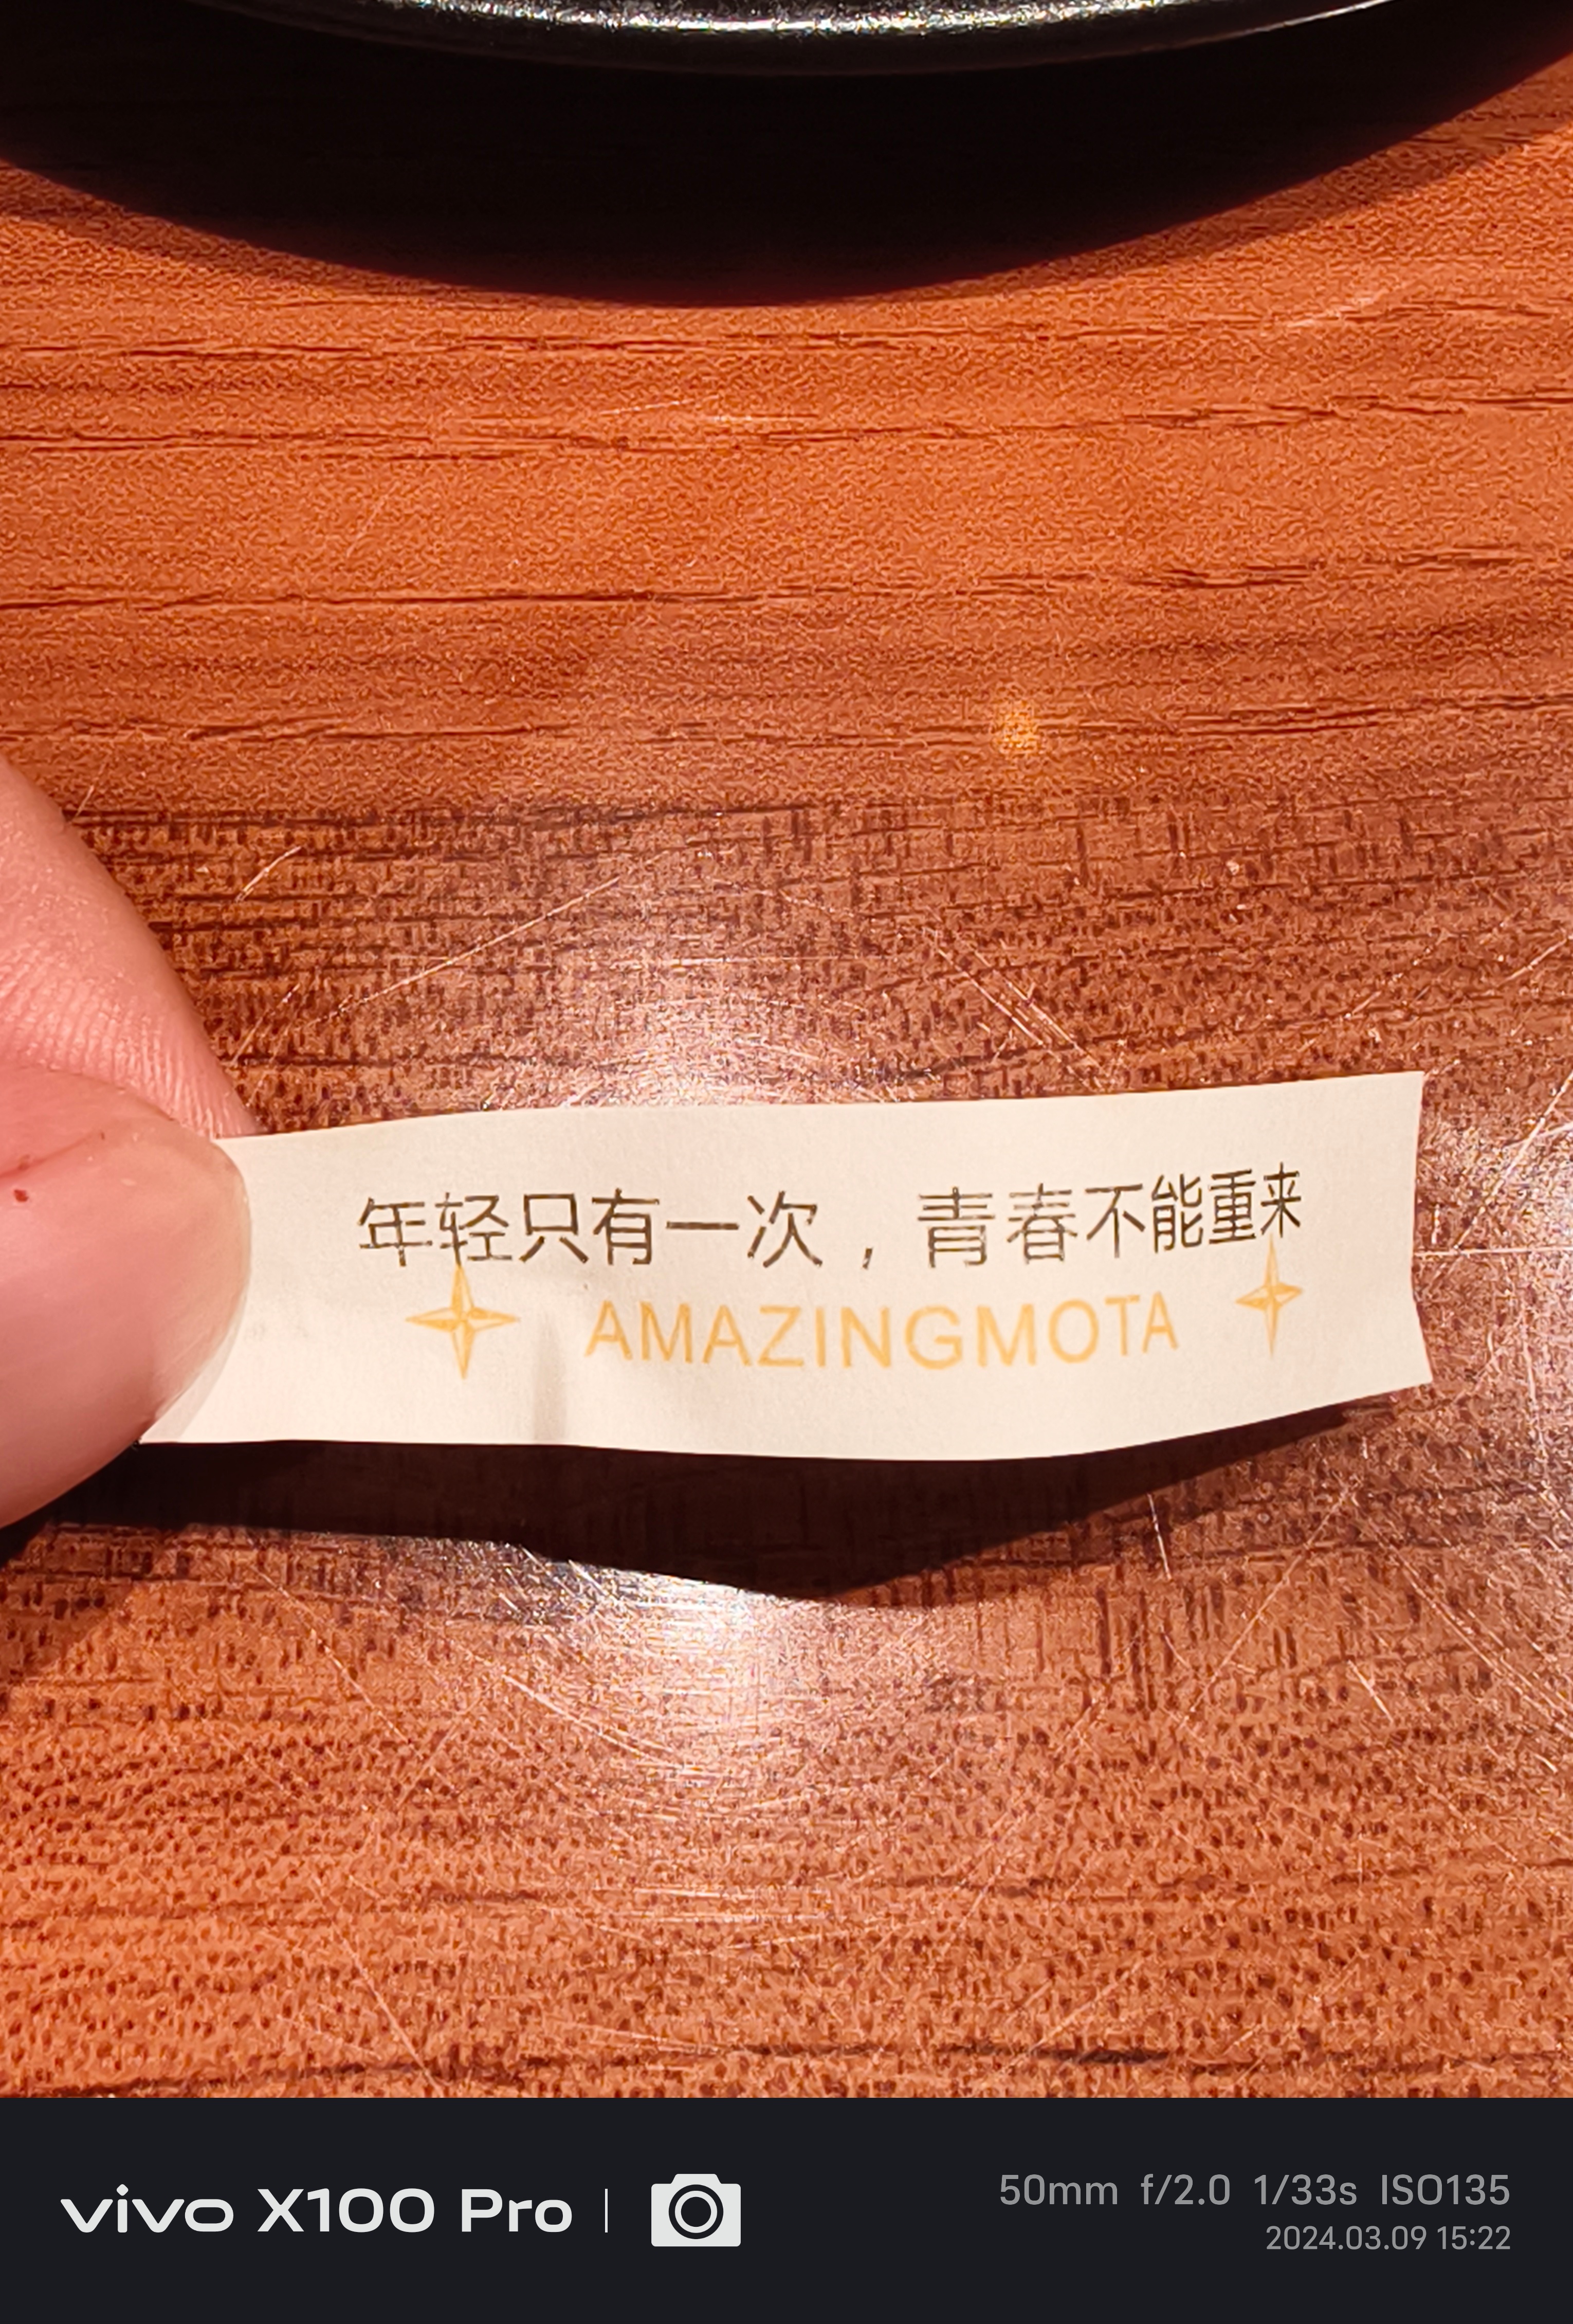 年轻只有一次，青春不能重来
AMAZINGMOTA
vivo X100 Pro
50mm f/2.0 1/33s ISO135
2024.03.09 15:22